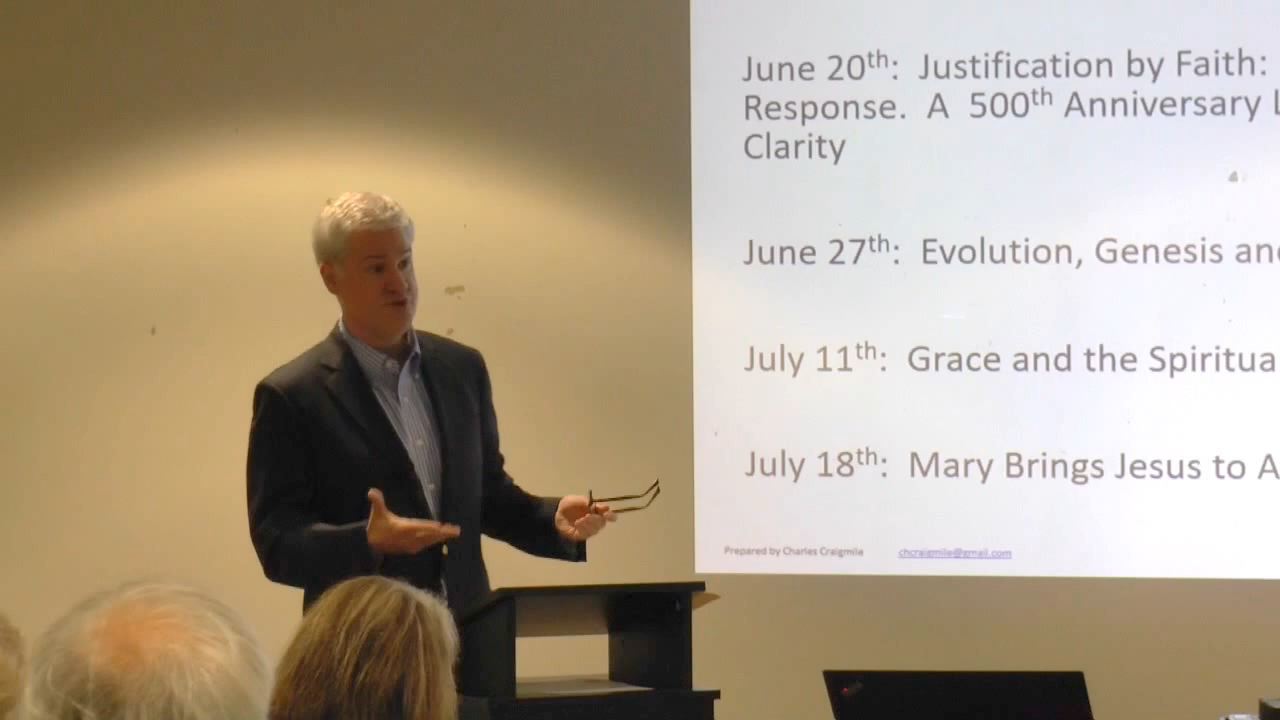 June 20th: Justification by Faith:
Response. A 500th Anniversary L
Clarity
June 27th: Evolution, Genesis an
July 11th: Grace and the Spiritua
July 18th: Mary Brings Jesus to A
Prepared by Charles Craigmile chcraigmile@gmail.com